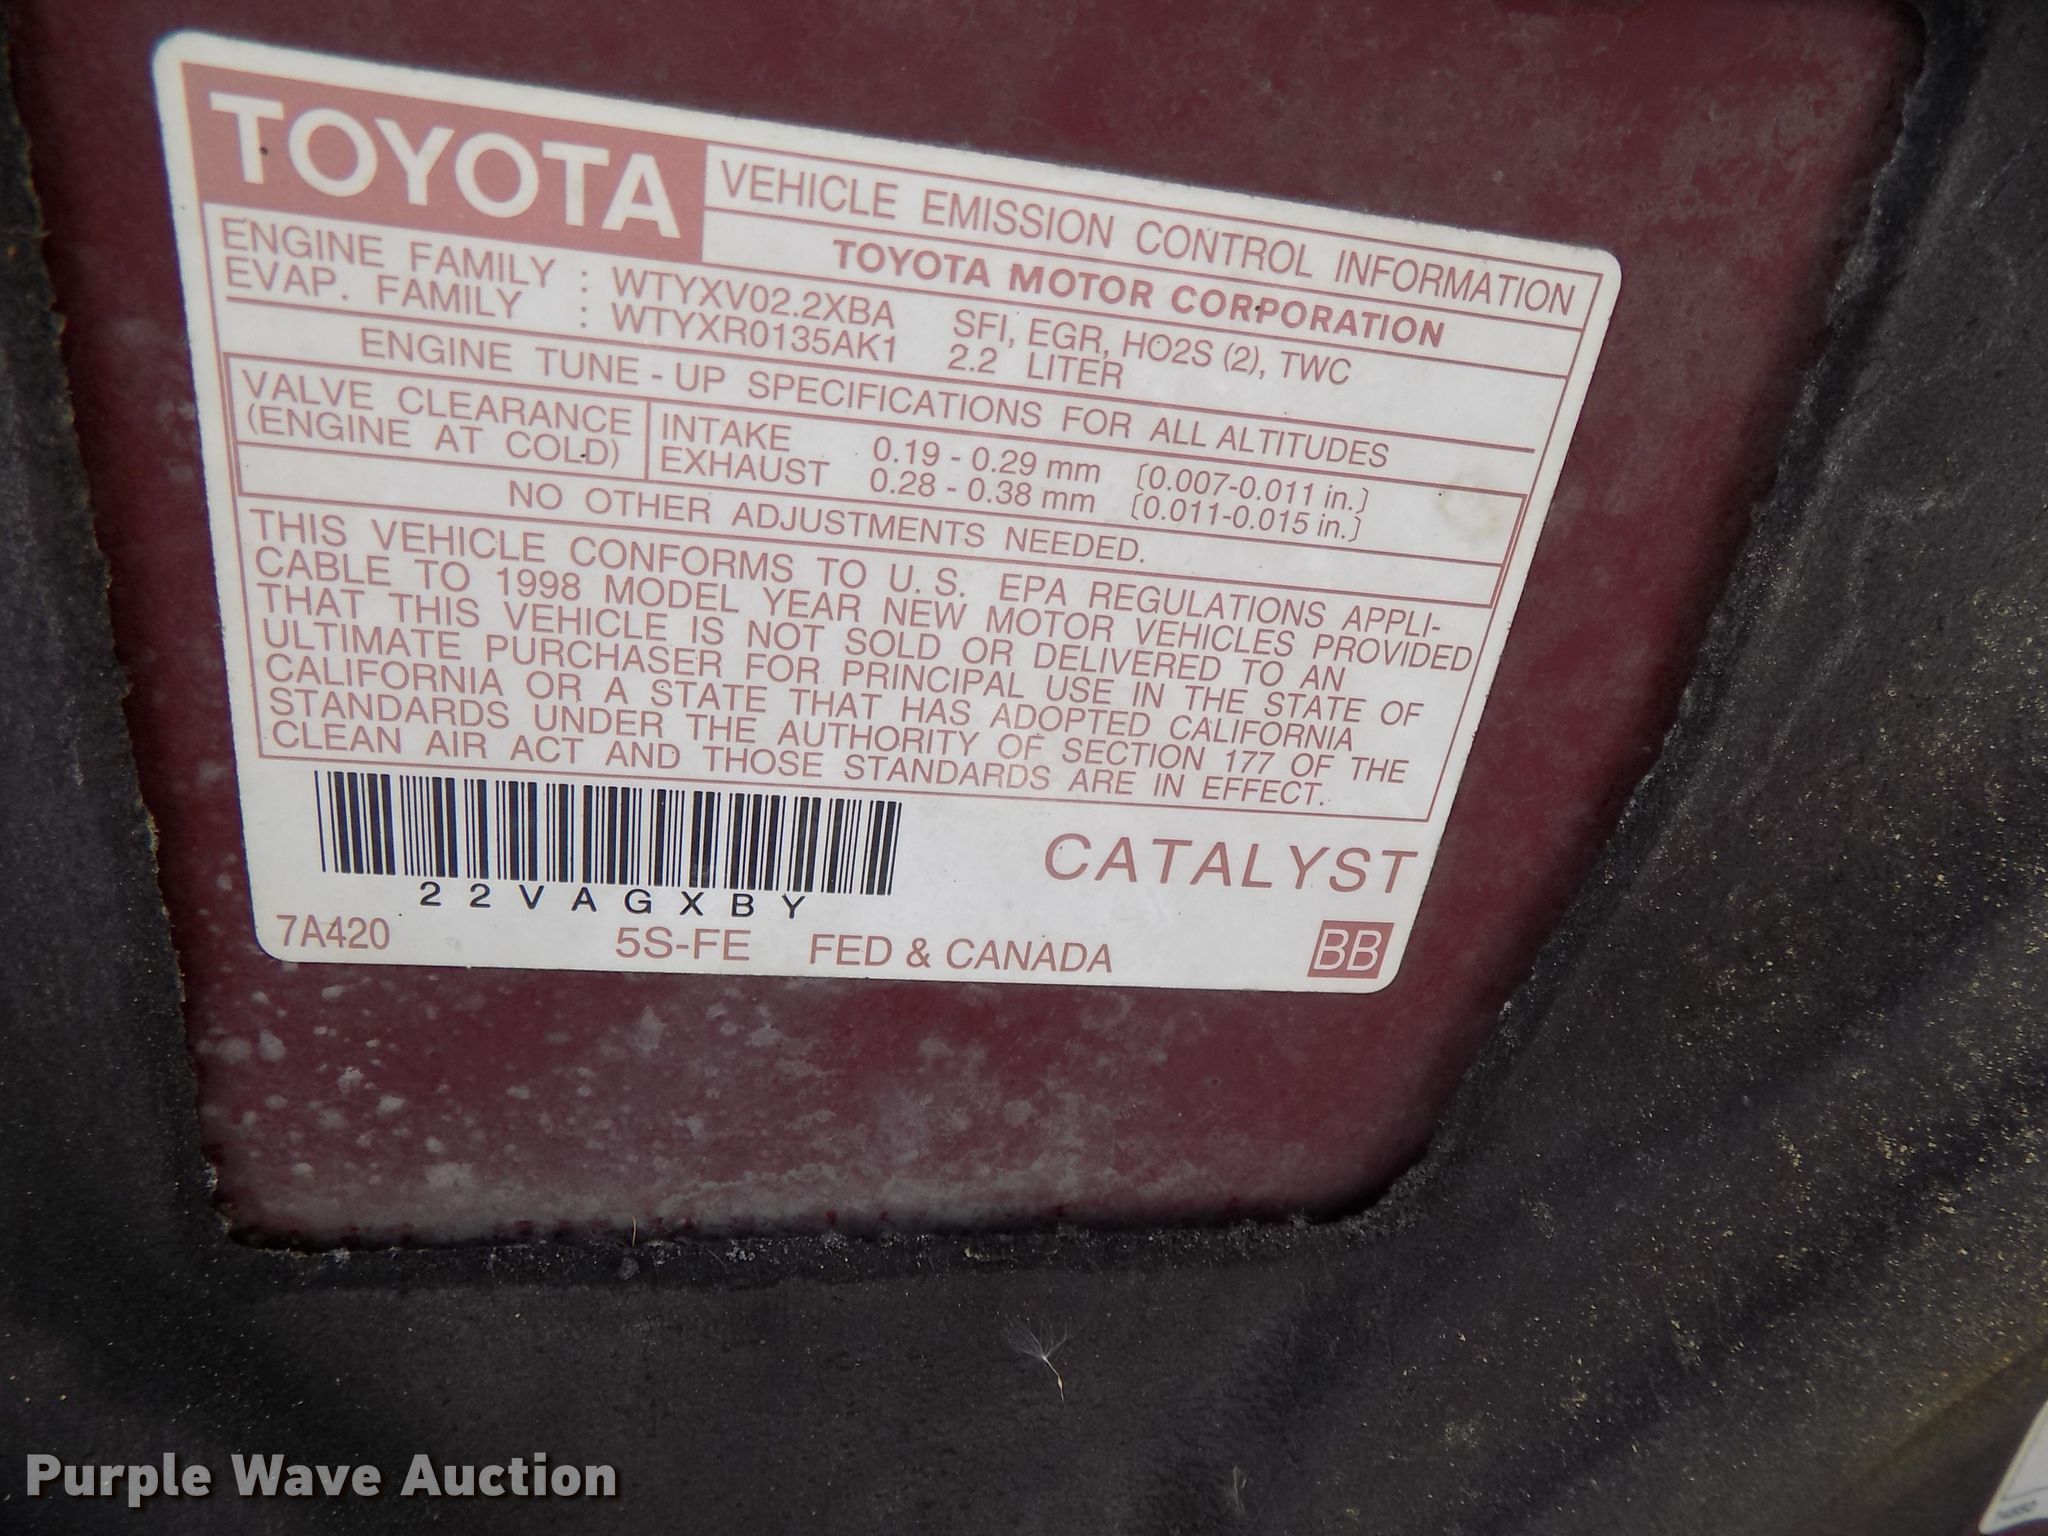 TOYOTA
VEHICLE EMISSION CONTROL INFORMATION
TOYOTA MOTOR CORPORATION
ENGINE FAMILY : WTYXV02.2XBA SFI, EGR, HO2S (2), TWC
EVAP. FAMILY : WTYXR0135AK1 2.2 LITER
ENGINE TUNE-UP SPECIFICATIONS FOR ALL ALTITUDES
VALVE CLEARANCE INTAKE 0.19 - 0.29 mm [0.007-0.011 in.]
(ENGINE AT COLD) EXHAUST 0.28 - 0.38 mm [0.011-0.015 in.]
NO OTHER ADJUSTMENTS NEEDED.
THIS VEHICLE CONFORMS TO U.S. EPA REGULATIONS APPLI-
CABLE TO 1998 MODEL YEAR NEW MOTOR VEHICLES PROVIDED
THAT THIS VEHICLE IS NOT SOLD OR DELIVERED TO AN
ULTIMATE PURCHASER FOR PRINCIPAL USE IN THE STATE OF
CALIFORNIA OR A STATE THAT HAS ADOPTED CALIFORNIA
STANDARDS UNDER THE AUTHORITY OF SECTION 177 OF THE
CLEAN AIR ACT AND THOSE STANDARDS ARE IN EFFECT.
CATALYST
22VAGXBY
7A420 5S-FE FED & CANADA BB
Purple Wave Auction